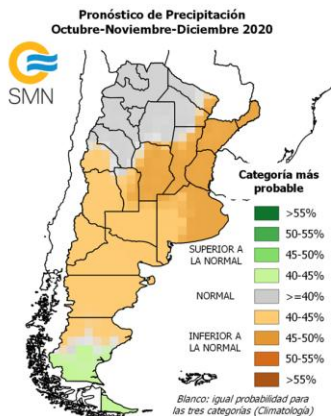 Pronóstico de Precipitación
Octubre-Noviembre-Diciembre 2020
SMN
Categoría más
probable
>55%
50-55%
45-50%
SUPERIOR A
LA NORMAL
40-45%
NORMAL
>=40%
40-45%
INFERIOR A
LA NORMAL
45-50%
50-55%
>55%
Blanco: igual probabilidad para
las tres categorías (Climatología)